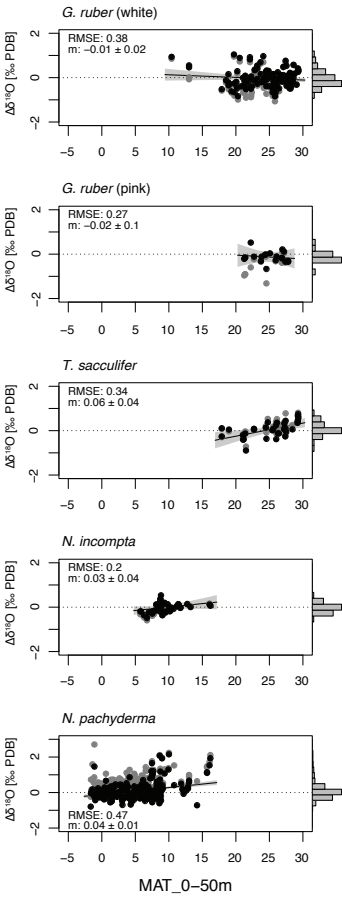 G. ruber (white)
RMSE: 0.38
m: −0.01 ± 0.02
Δδ¹⁸O [‰ PDB]
2
0
−2
−5 0 5 10 15 20 25 30
G. ruber (pink)
RMSE: 0.27
m: −0.02 ± 0.1
Δδ¹⁸O [‰ PDB]
2
0
−2
−5 0 5 10 15 20 25 30
T. sacculifer
RMSE: 0.34
m: 0.06 ± 0.04
Δδ¹⁸O [‰ PDB]
2
0
−2
−5 0 5 10 15 20 25 30
N. incompta
RMSE: 0.2
m: 0.03 ± 0.04
Δδ¹⁸O [‰ PDB]
2
0
−2
−5 0 5 10 15 20 25 30
N. pachyderma
Δδ¹⁸O [‰ PDB]
2
0
−2
RMSE: 0.47
m: 0.04 ± 0.01
−5 0 5 10 15 20 25 30
MAT_0−50m